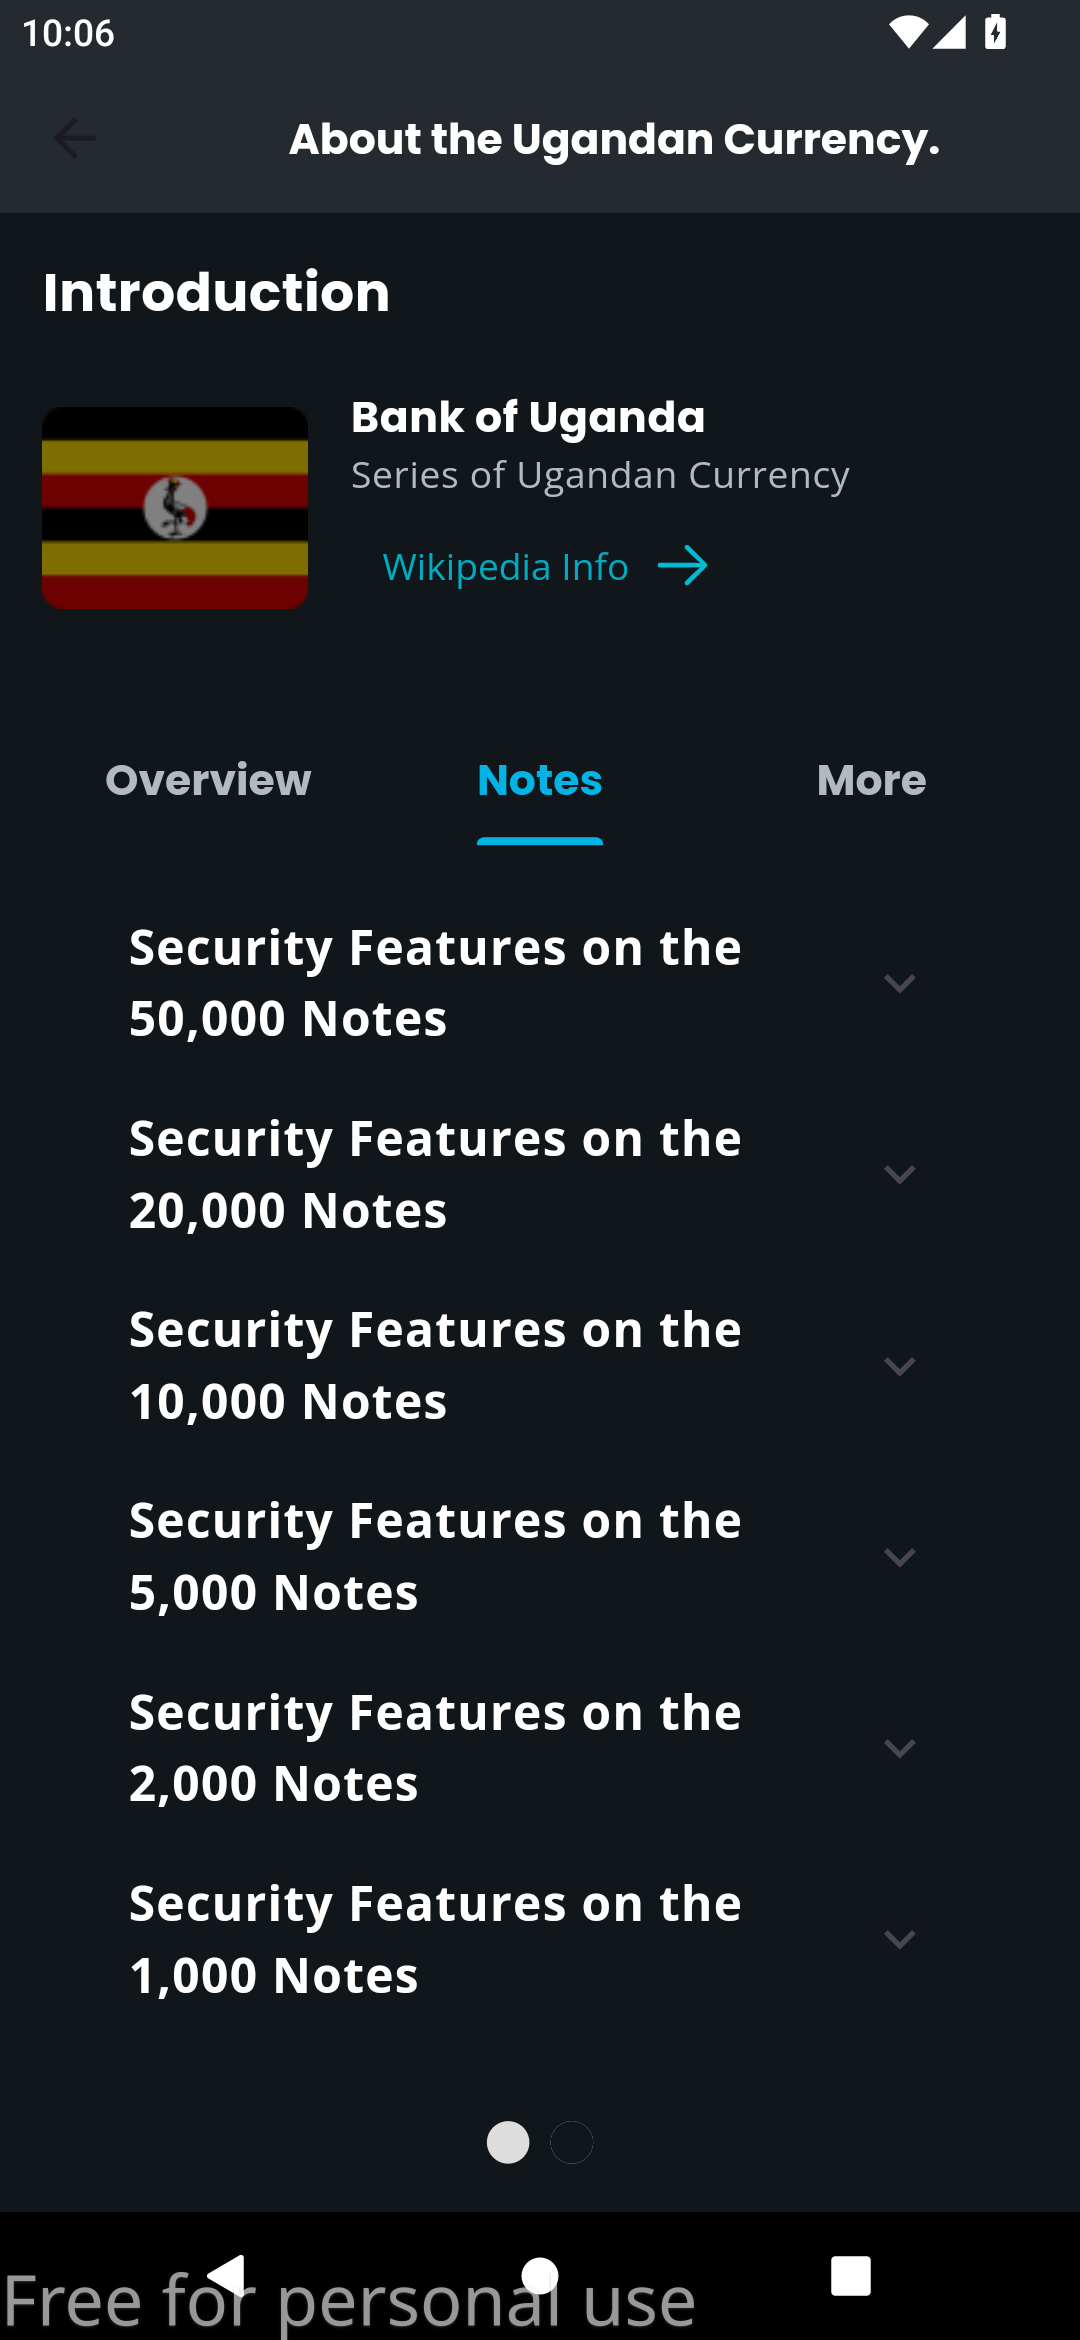 10:06
About the Ugandan Currency.
Introduction
Bank of Uganda
Series of Ugandan Currency
Wikipedia Info
Overview
Notes
More
Security Features on the
50,000 Notes
Security Features on the
20,000 Notes
Security Features on the
10,000 Notes
Security Features on the
5,000 Notes
Security Features on the
2,000 Notes
Security Features on the
1,000 Notes
Free for personal use